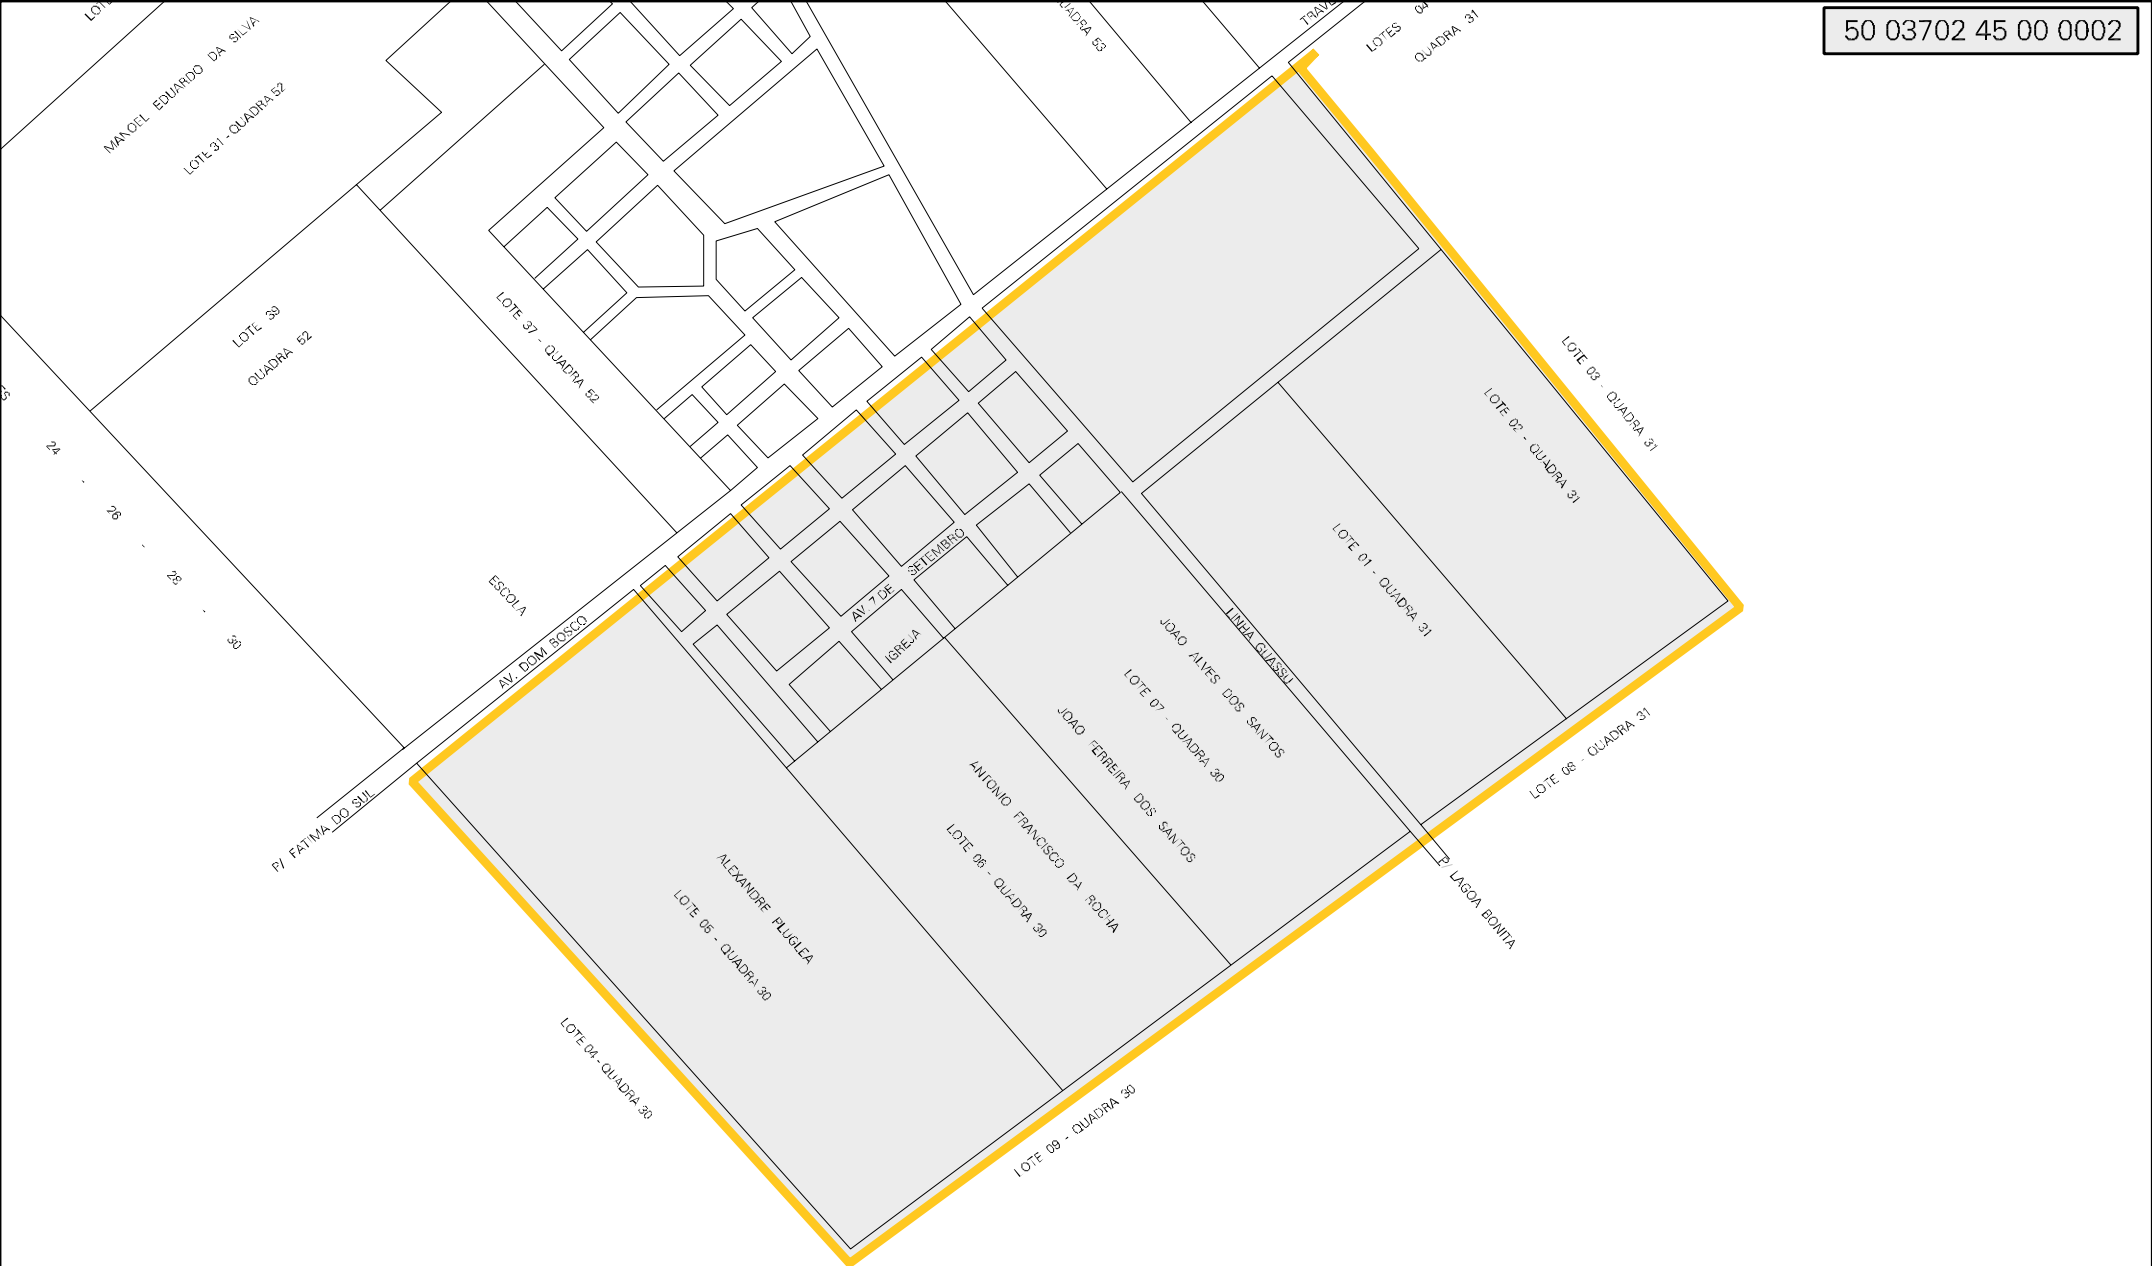 50 03702 45 00 0002
MANOEL EDUARDO DA SILVA
LOTE 31 - QUADRA 52
QUADRA 53
LOTES 04
QUADRA 31
LOTE 39
QUADRA 52
LOTE 37 - QUADRA 52
24 - 26 - 28 - 30
ESCOLA
AV. DOM BOSCO
P/ FATIMA DO SUL
AV. 7 DE SETEMBRO
IGREJA
LOTE 03 - QUADRA 31
LOTE 02 - QUADRA 31
LOTE 01 - QUADRA 31
LINHA GUASSU
JOAO ALVES DOS SANTOS
LOTE 07 - QUADRA 30
JOAO FERREIRA DOS SANTOS
ANTONIO FRANCISCO DA ROCHA
LOTE 06 - QUADRA 30
ALEXANDRE PLUGLEA
LOTE 05 - QUADRA 30
LOTE 08 - QUADRA 31
P/ LAGOA BONITA
LOTE 04 - QUADRA 30
LOTE 09 - QUADRA 30